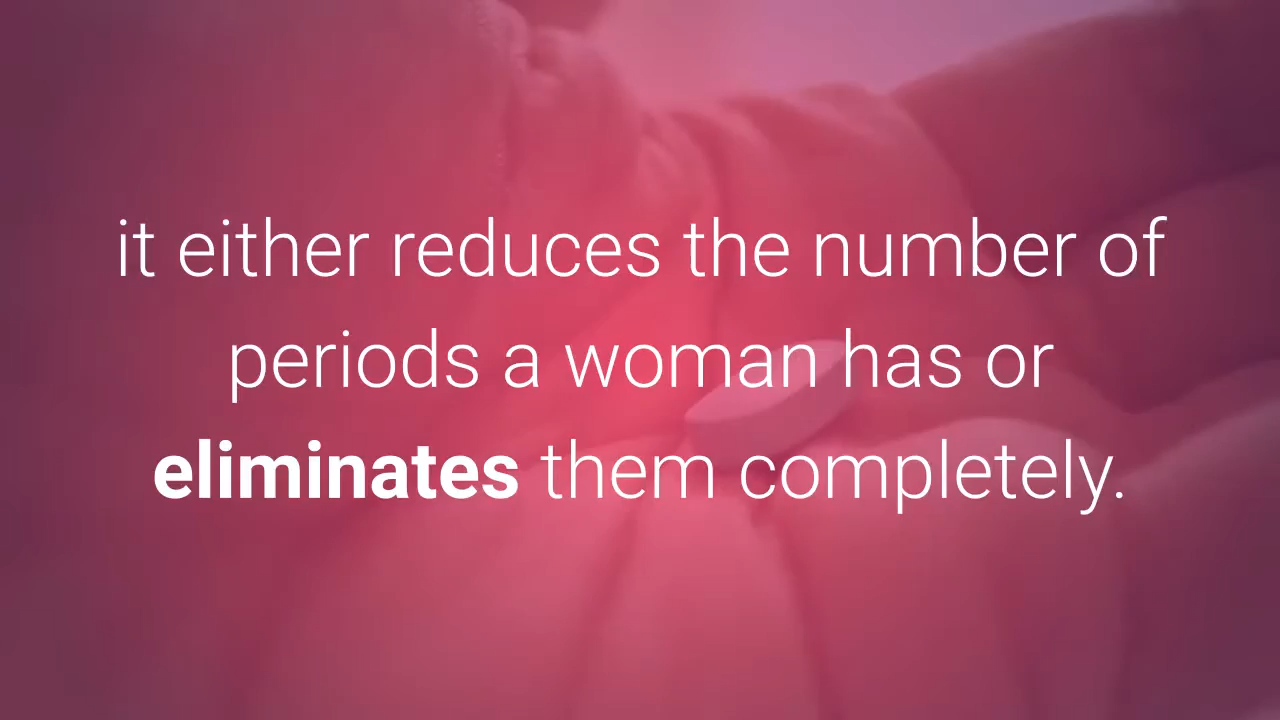 it either reduces the number of
periods a woman has or
eliminates them completely.